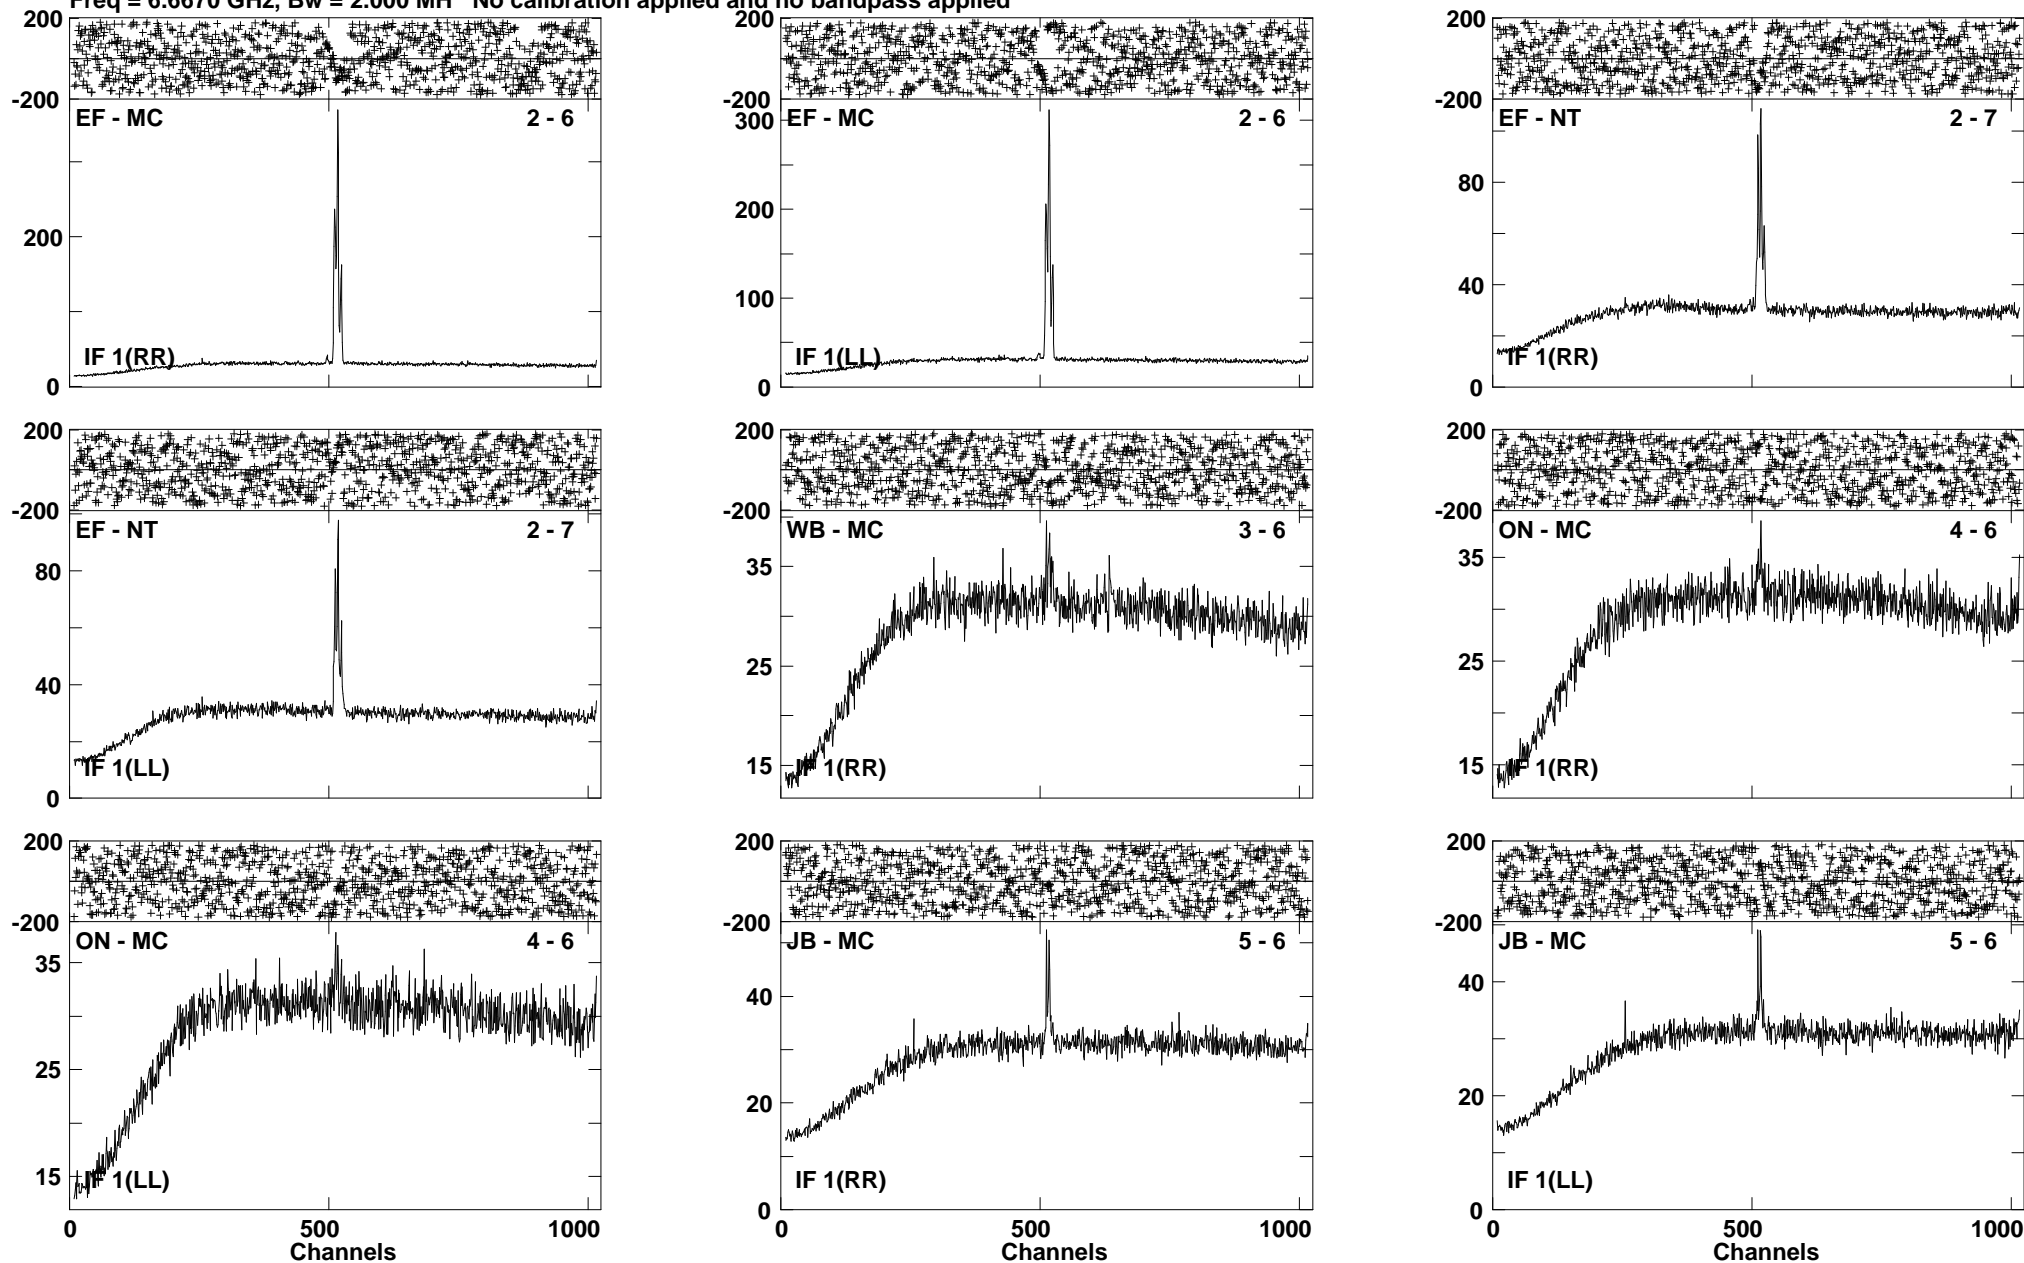 Freq = 6.6670 GHz, Bw = 2.000 MH No calibration applied and no bandpass applied
200
-200
EF - MC 2 - 6
200
IF 1(RR)
0
200
-200
300
EF - MC 2 - 6
200
100
IF 1(LL)
0
200
-200
EF - NT 2 - 7
80
40
IF 1(RR)
0
200
-200
EF - NT 2 - 7
80
40
IF 1(LL)
0
200
-200
WB - MC 3 - 6
35
25
15
IF 1(RR)
200
-200
ON - MC 4 - 6
35
25
15
IF 1(RR)
200
-200
ON - MC 4 - 6
35
25
15
IF 1(LL)
0 500 1000
Channels
200
-200
JB - MC 5 - 6
40
20
IF 1(RR)
0
0 500 1000
Channels
200
-200
JB - MC 5 - 6
40
20
IF 1(LL)
0
0 500 1000
Channels